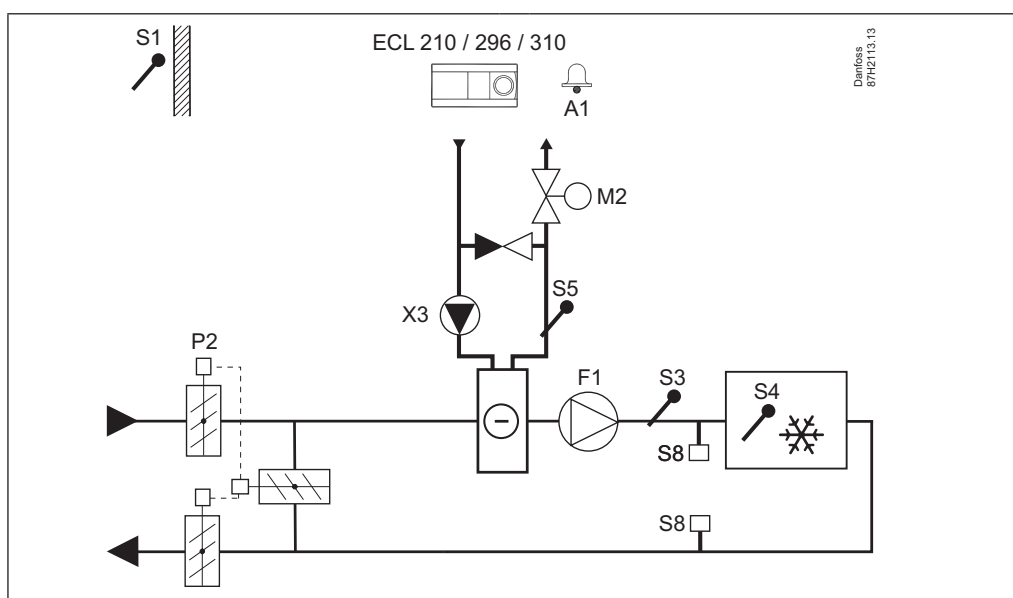 S1
ECL 210 / 296 / 310
A1
Danfoss
87H2113.13
M2
S5
X3
P2
F1
S3
S4
S8
S8